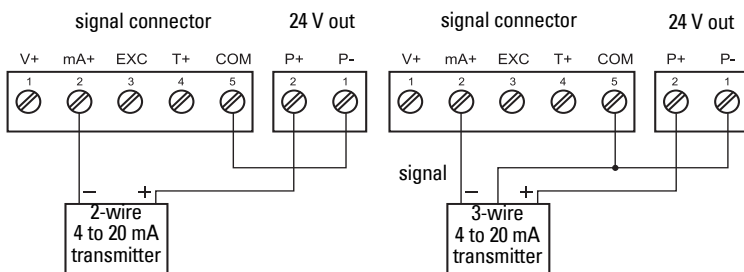 signal connector 24 V out signal connector 24 V out
V+ mA+ EXC T+ COM P+ P- V+ mA+ EXC T+ COM P+ P-
1 2 3 4 5 2 1 1 2 3 4 5 2 1
signal
– + – +
2-wire 3-wire
4 to 20 mA 4 to 20 mA
transmitter transmitter